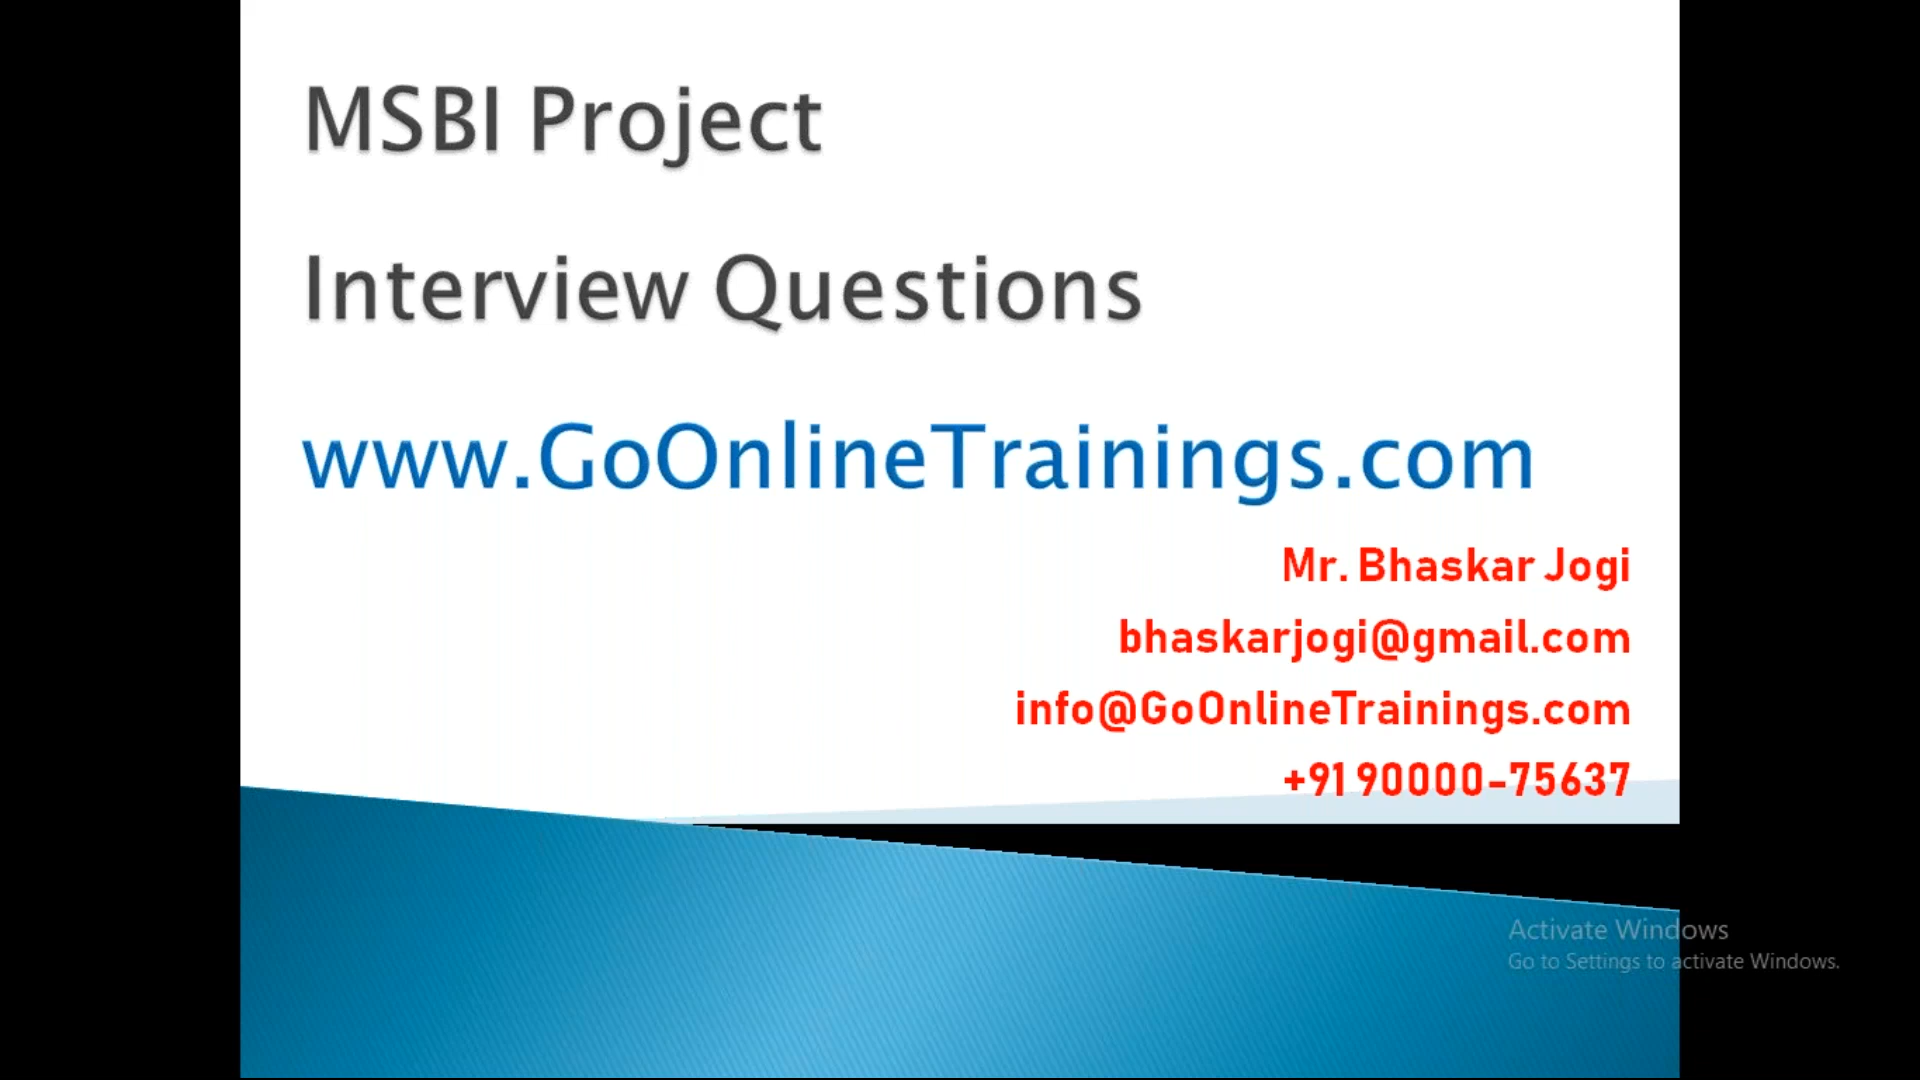 MSBI Project
Interview Questions
www.GoOnlineTrainings.com
Mr. Bhaskar Jogi
bhaskarjogi@gmail.com
info@GoOnlineTrainings.com
+91 90000-75637
Activate Windows
Go to Settings to activate Windows.